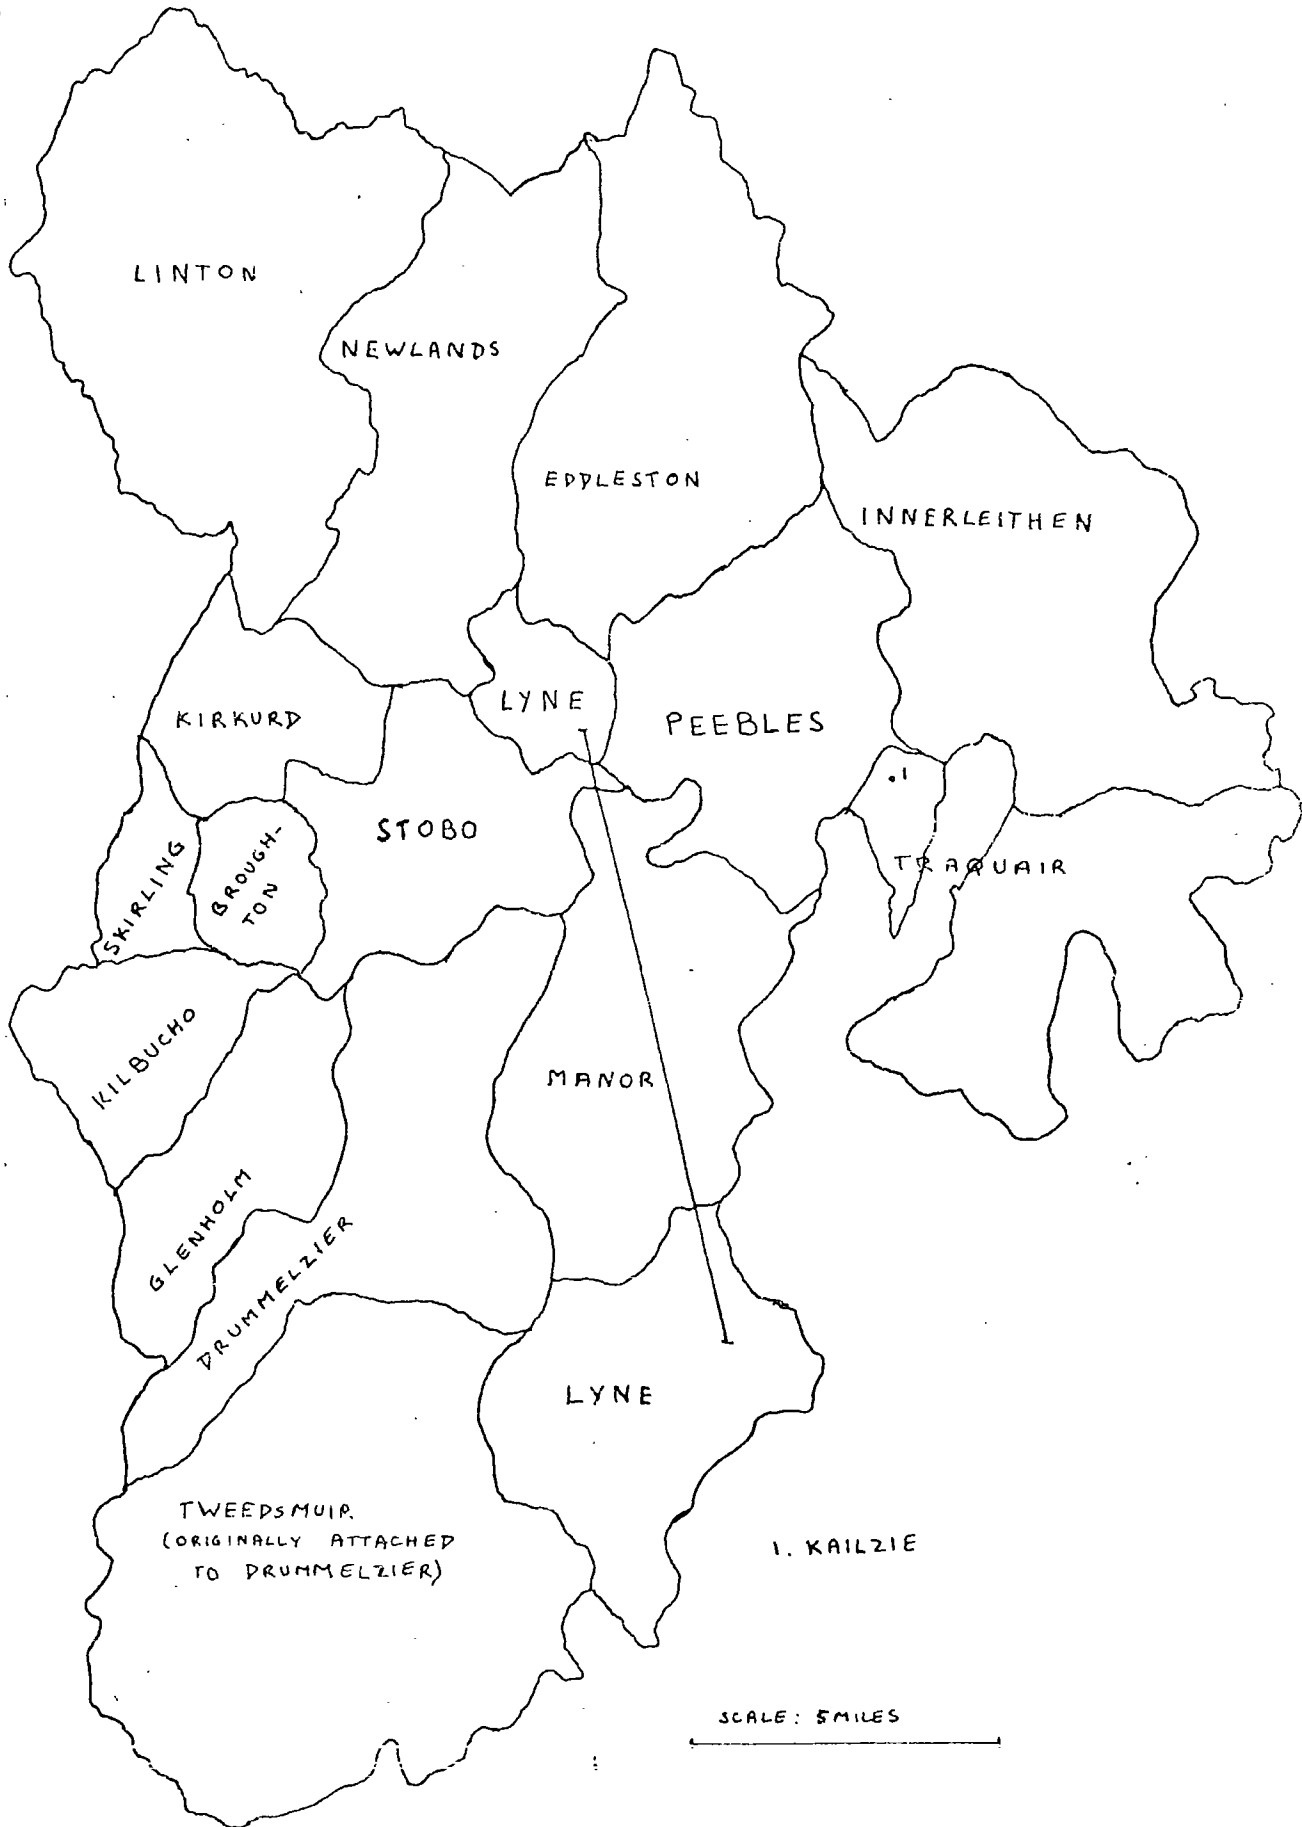 LINTON
NEWLANDS
EDDLESTON
INNERLEITHEN
LYNE
KIRKURD
PEEBLES
.1
STOBO
SKIRLING
BROUGH-
TON
TRAQUAIR
KILBUCHO
MANOR
GLENHOLM
DRUMMELZIER
LYNE
TWEEDSMUIR.
(ORIGINALLY ATTACHED
TO DRUMMELZIER)
1. KAILZIE
SCALE: 5 MILES